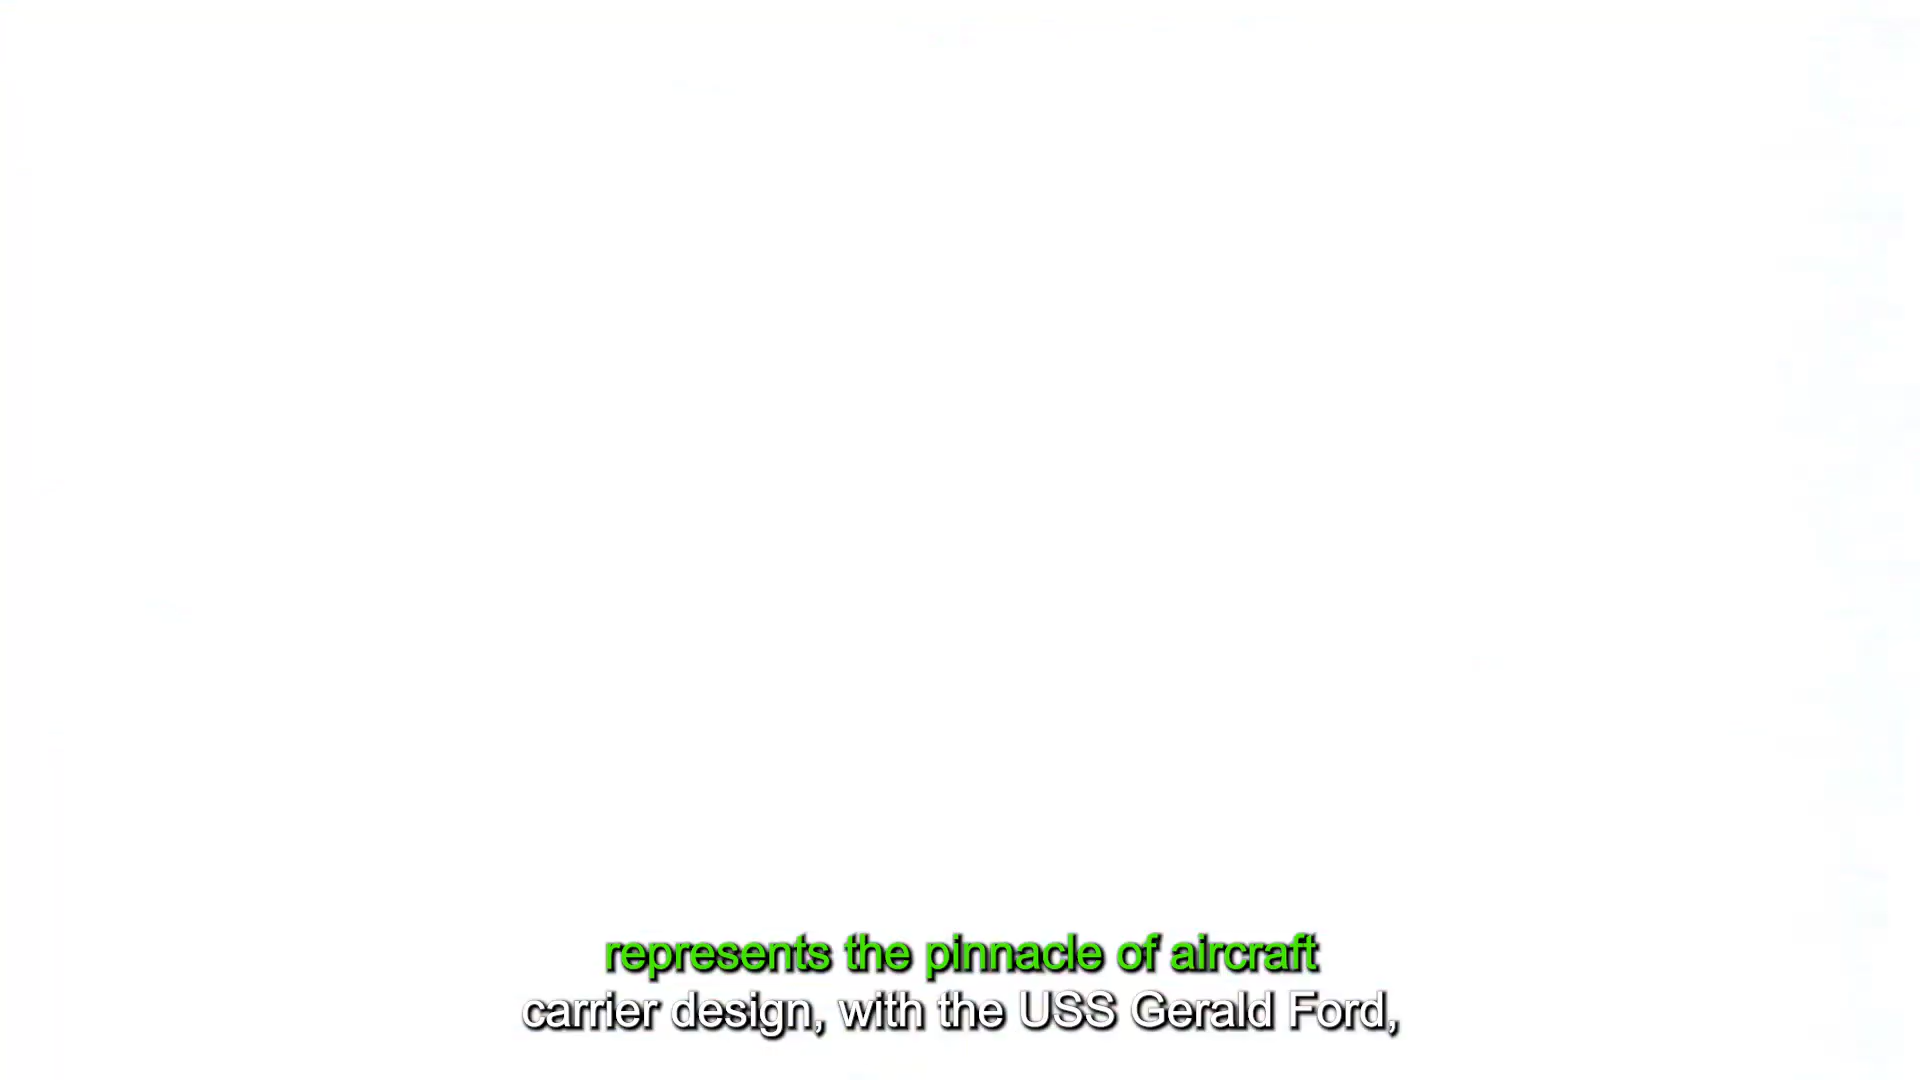 represents the pinnacle of aircraft
carrier design, with the USS Gerald Ford,